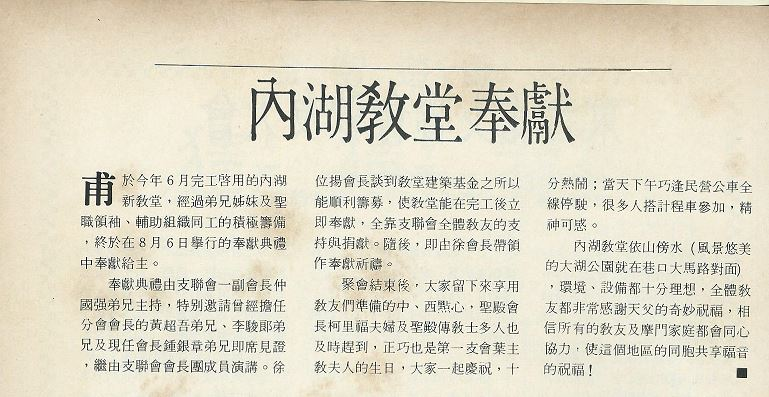 內湖教堂奉獻
甫於今年6月完工啓用的內湖
新教堂，經過弟兄姊妹及聖
職領袖、輔助組織同工的積極籌備
，終於在8月6日舉行的奉獻典禮
中奉獻給主。
奉獻典禮由支聯會一副會長仲
國强弟兄主持，特別邀請曾經擔任
分會會長的黃超吾弟兄、李駿郎弟
兄及現任會長鍾銀章弟兄即席見證
，繼由支聯會會長團成員演講。徐
位揚會長談到教堂建築基金之所以
能順利籌募，使教堂能在完工後立
即奉獻，全靠支聯會全體教友的支
持與捐獻。隨後，即由徐會長帶領
作奉獻祈禱。
聚會結束後，大家留下來享用
教友們準備的中、西點心，聖殿會
長柯里福夫婦及聖殿傳教士多人也
及時趕到，正巧也是第一支會葉主
教夫人的生日，大家一起慶祝，十
分熱鬧；當天下午巧逢民營公車全
線停駛，很多人搭計程車參加，精
神可感。
內湖教堂依山傍水（風景悠美
的大湖公園就在巷口大馬路對面）
，環境、設備都十分理想，全體教
友都非常感謝天父的奇妙祝福，相
信所有的教友及摩門家庭都會同心
協力，使這個地區的同胞共享福音
的祝福！■